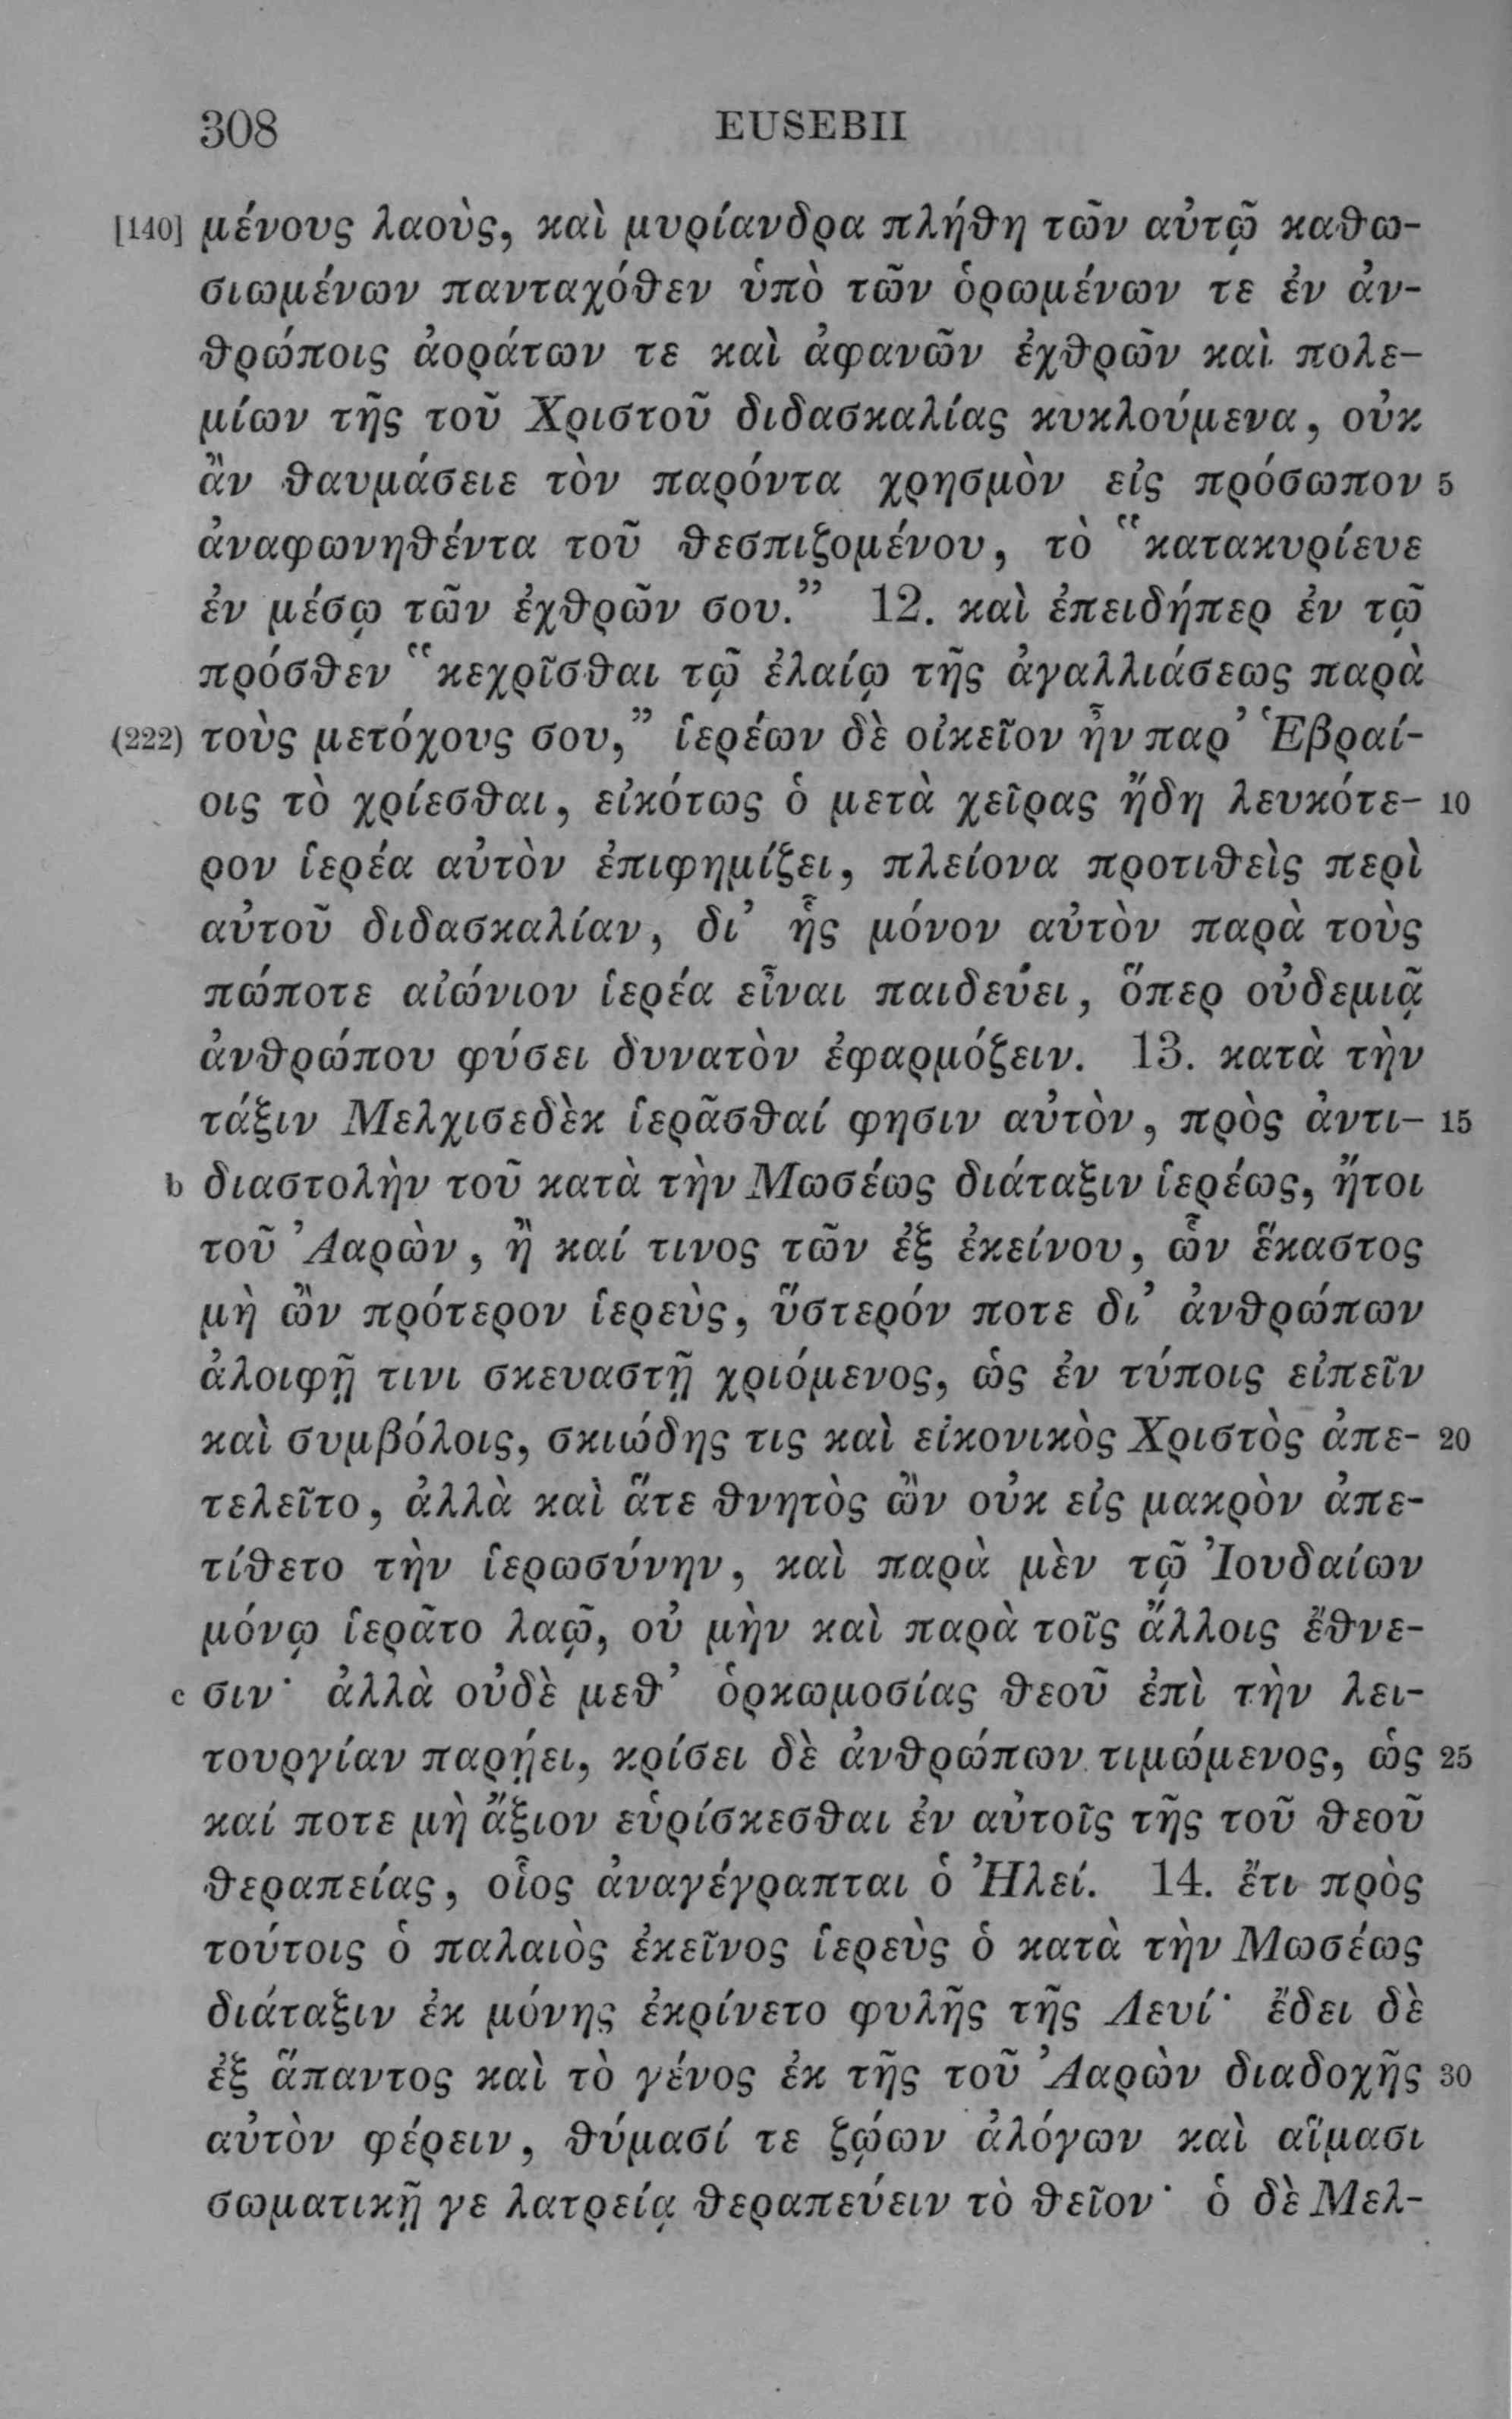 308 EUSEBII
[140] μένους λαοὺς, καὶ μυρίανδρα πλήθη τῶν αὐτῷ καθω-
σιωμένων πανταχόθεν ὑπὸ τῶν ὁρωμένων τε ἐν ἀν-
θρώποις ἀοράτων τε καὶ ἀφανῶν ἐχθρῶν καὶ πολε-
μίων τῆς τοῦ Χριστοῦ διδασκαλίας κυκλούμενα, οὐκ
ἂν θαυμάσειε τὸν παρόντα χρησμὸν εἰς πρόσωπον 5
ἀναφωνηθέντα τοῦ θεσπιζομένου, τὸ “κατακυρίευε
ἐν μέσῳ τῶν ἐχθρῶν σου.” 12. καὶ ἐπειδήπερ ἐν τῷ
πρόσθεν “κεχρῖσθαι τῷ ἐλαίῳ τῆς ἀγαλλιάσεως παρὰ
(222) τοὺς μετόχους σου,” ἱερέων δὲ οἰκεῖον ἦν παρ’ Ἑβραί-
οις τὸ χρίεσθαι, εἰκότως ὁ μετὰ χεῖρας ἤδη λευκότε- 10
ρον ἱερέα αὐτὸν ἐπιφημίζει, πλείονα προτιθεὶς περὶ
αὐτοῦ διδασκαλίαν, δι’ ἧς μόνον αὐτὸν παρὰ τοὺς
πώποτε αἰώνιον ἱερέα εἶναι παιδεύει, ὅπερ οὐδεμιᾷ
ἀνθρώπου φύσει δυνατὸν ἐφαρμόζειν. 13. κατὰ τὴν
τάξιν Μελχισεδὲκ ἱερᾶσθαί φησιν αὐτὸν, πρὸς ἀντι- 15
b διαστολὴν τοῦ κατὰ τὴν Μωσέως διάταξιν ἱερέως, ἤτοι
τοῦ Ἀαρὼν, ἢ καί τινος τῶν ἐξ ἐκείνου, ὧν ἕκαστος
μὴ ὢν πρότερον ἱερεὺς, ὕστερόν ποτε δι’ ἀνθρώπων
ἀλοιφῇ τινι σκευαστῇ χριόμενος, ὡς ἐν τύποις εἰπεῖν
καὶ συμβόλοις, σκιώδης τις καὶ εἰκονικὸς Χριστὸς ἀπε- 20
τελεῖτο, ἀλλὰ καὶ ἅτε θνητὸς ὢν οὐκ εἰς μακρὸν ἀπε-
τίθετο τὴν ἱερωσύνην, καὶ παρὰ μὲν τῷ Ἰουδαίων
μόνῳ ἱερᾶτο λαῷ, οὐ μὴν καὶ παρὰ τοῖς ἄλλοις ἔθνε-
c σιν· ἀλλὰ οὐδὲ μεθ’ ὁρκωμοσίας θεοῦ ἐπὶ τὴν λει-
τουργίαν παρῄει, κρίσει δὲ ἀνθρώπων τιμώμενος, ὡς 25
καί ποτε μὴ ἄξιον εὑρίσκεσθαι ἐν αὐτοῖς τῆς τοῦ θεοῦ
θεραπείας, οἷος ἀναγέγραπται ὁ Ἠλεί. 14. ἔτι πρὸς
τούτοις ὁ παλαιὸς ἐκεῖνος ἱερεὺς ὁ κατὰ τὴν Μωσέως
διάταξιν ἐκ μόνης ἐκρίνετο φυλῆς τῆς Λευί· ἔδει δὲ
ἐξ ἅπαντος καὶ τὸ γένος ἐκ τῆς τοῦ Ἀαρὼν διαδοχῆς 30
αὐτὸν φέρειν, θύμασί τε ζῴων ἀλόγων καὶ αἵμασι
σωματικῇ γε λατρείᾳ θεραπεύειν τὸ θεῖον· ὁ δὲ Μελ-